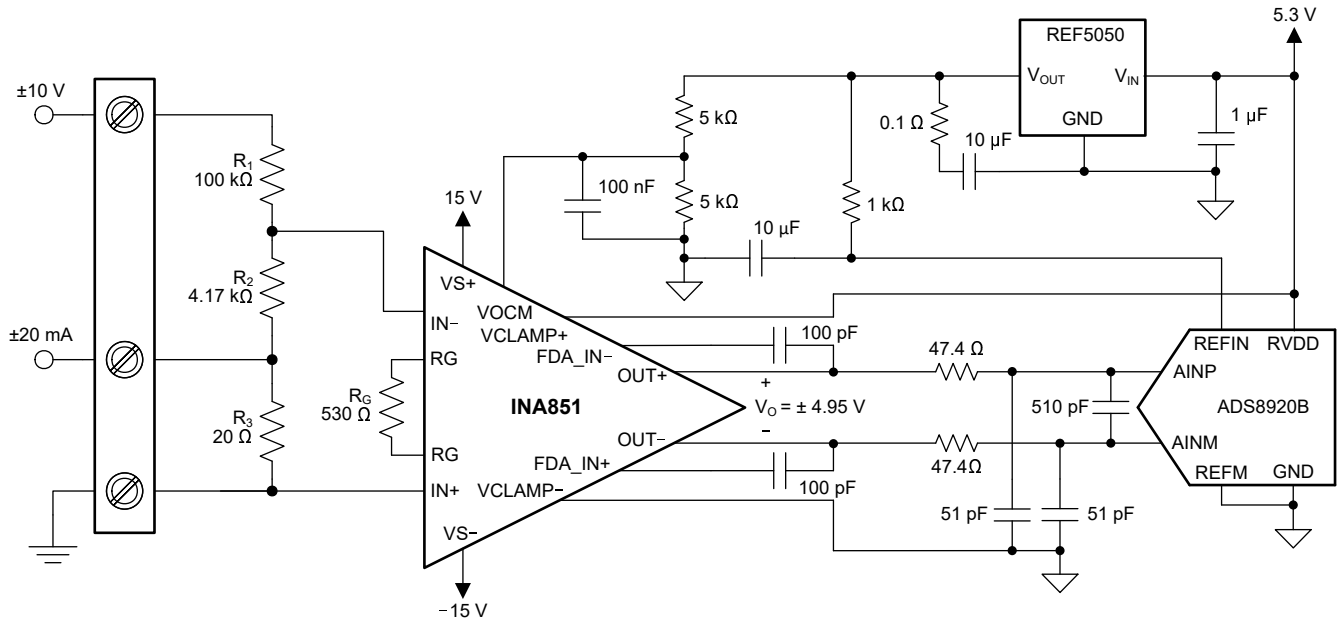 5.3 V
REF5050
±10 V
VOUT
VIN
5 kΩ
0.1 Ω
GND
1 µF
10 µF
R1
100 kΩ
100 nF
5 kΩ
1 kΩ
15 V
10 µF
R2
4.17 kΩ
VS+
VOCM
VCLAMP+
IN−
100 pF
±20 mA
FDA_IN−
REFIN
RVDD
RG
OUT+
47.4 Ω
AINP
+
RG
530 Ω
INA851
VO = ± 4.95 V
510 pF
ADS8920B
R3
20 Ω
−
OUT−
AINM
RG
FDA_IN+
47.4Ω
REFM
GND
IN+
VCLAMP−
100 pF
51 pF
51 pF
VS−
−15 V